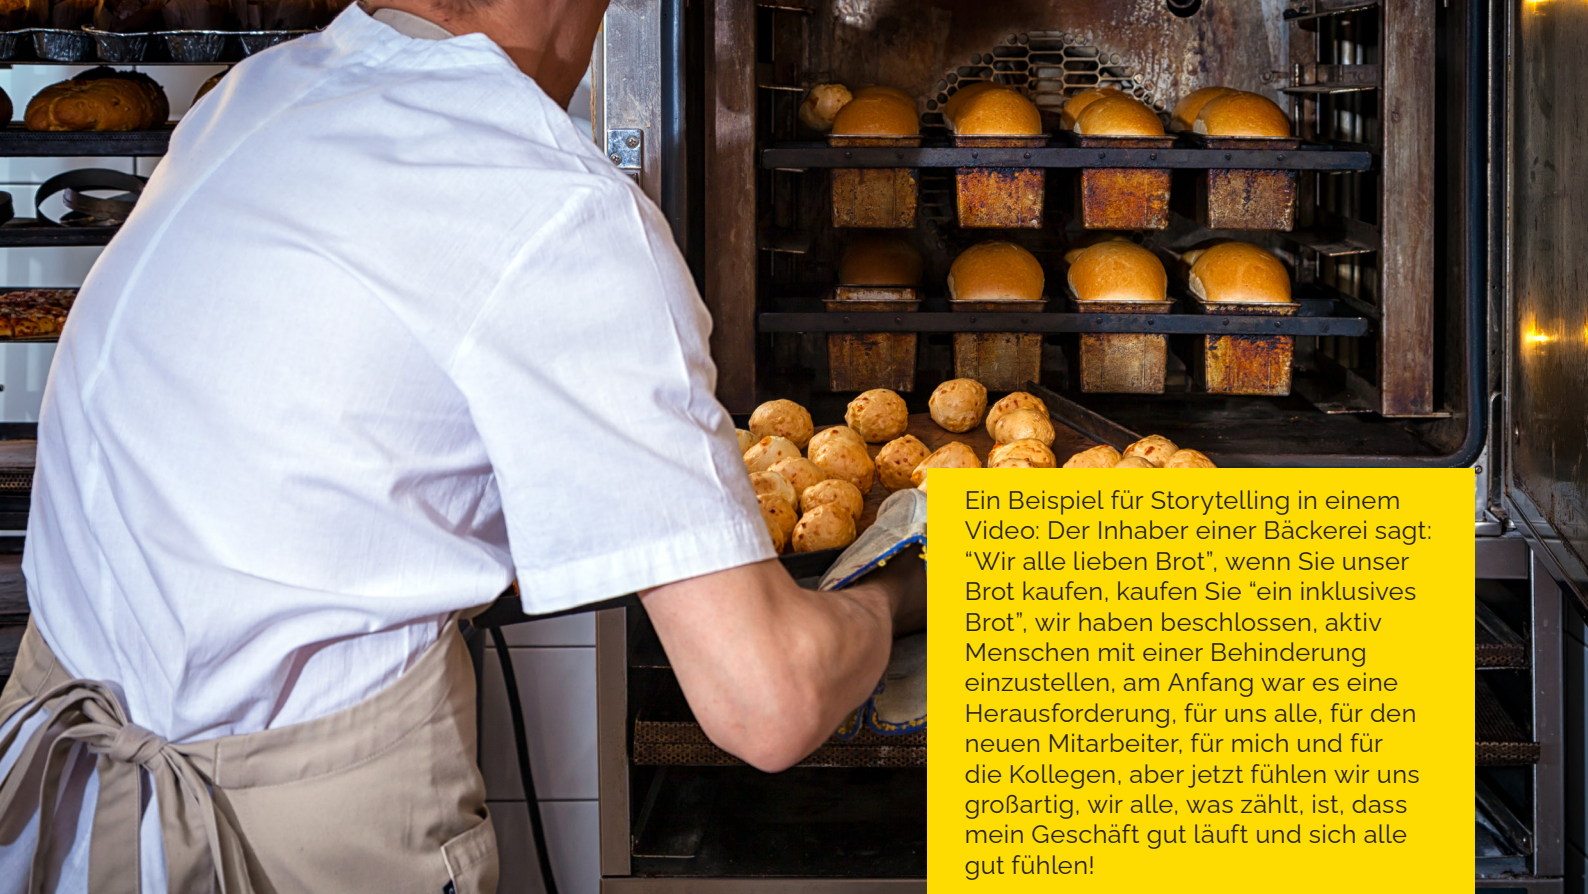 Ein Beispiel für Storytelling in einem
Video: Der Inhaber einer Bäckerei sagt:
“Wir alle lieben Brot”, wenn Sie unser
Brot kaufen, kaufen Sie “ein inklusives
Brot”, wir haben beschlossen, aktiv
Menschen mit einer Behinderung
einzustellen, am Anfang war es eine
Herausforderung, für uns alle, für den
neuen Mitarbeiter, für mich und für
die Kollegen, aber jetzt fühlen wir uns
großartig, wir alle, was zählt, ist, dass
mein Geschäft gut läuft und sich alle
gut fühlen!